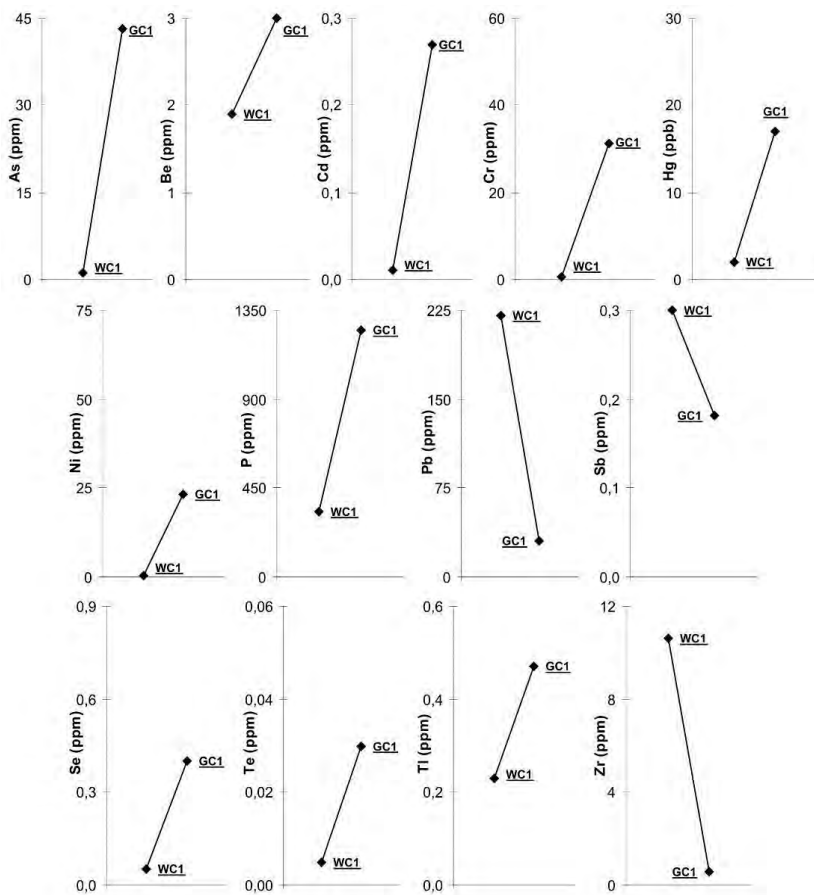 As (ppm)
45
30
15
0
GC1
WC1
Be (ppm)
3
2
1
0
GC1
WC1
Cd (ppm)
0,3
0,2
0,1
0,0
GC1
WC1
Cr (ppm)
60
40
20
0
GC1
WC1
Hg (ppb)
30
20
10
0
GC1
WC1
Ni (ppm)
75
50
25
0
GC1
WC1
P (ppm)
1350
900
450
0
GC1
WC1
Pb (ppm)
225
150
75
0
WC1
GC1
Sb (ppm)
0,3
0,2
0,1
0,0
WC1
GC1
Se (ppm)
0,9
0,6
0,3
0,0
GC1
WC1
Te (ppm)
0,06
0,04
0,02
0,00
GC1
WC1
Tl (ppm)
0,6
0,4
0,2
0,0
GC1
WC1
Zr (ppm)
12
8
4
0
WC1
GC1